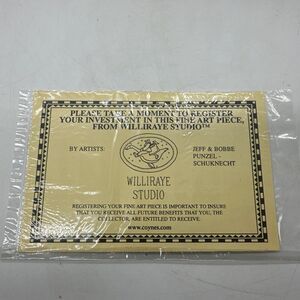 PLEASE TAKE A MOMENT TO REGISTER
YOUR INVESTMENT IN THIS FINE ART PIECE,
FROM WILLIRAYE STUDIO™
BY ARTISTS:
JEFF & BOBBE
PUNZEL -
SCHUKNECHT
WILLIRAYE
STUDIO
REGISTERING YOUR FINE ART PIECE IS IMPORTANT TO INSURE
THAT YOU RECEIVE ALL FUTURE BENEFITS THAT YOU, THE
COLLECTOR, ARE ENTITLED TO RECEIVE.
www.coynes.com